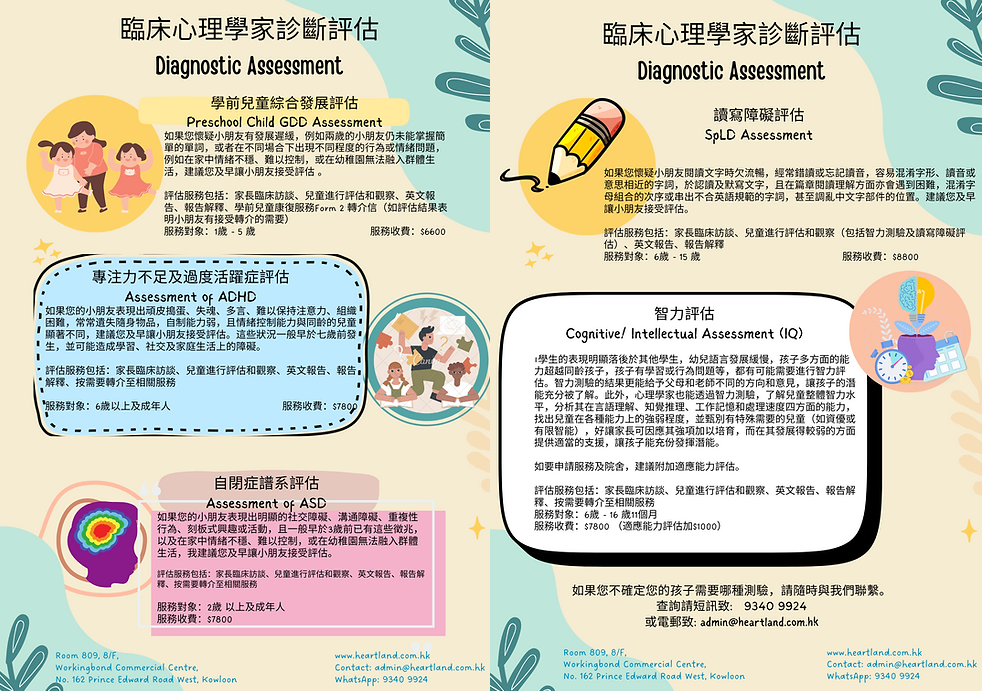 臨床心理學家診斷評估
Diagnostic Assessment
學前兒童綜合發展評估
Preschool Child GDD Assessment
如果您懷疑小朋友有發展遲緩，例如兩歲的小朋友仍未能掌握簡
單的單詞，或者在不同場合下出現不同程度的行為或情緒問題，
例如在家中情緒不穩、難以控制，或在幼稚園無法融入群體生
活，建議您及早讓小朋友接受評估 。
評估服務包括：家長臨床訪談、兒童進行評估和觀察、英文報
告、報告解釋、學前兒童康復服務Form 2 轉介信（如評估結果表
明小朋友有接受轉介的需要）
服務對象：1歲 - 5 歲
服務收費：$6600
專注力不足及過度活躍症評估
Assessment of ADHD
如果您的小朋友表現出頑皮搗蛋、失魂、多言、難以保持注意力、組織
困難，常常遺失隨身物品，自制能力弱，且情緒控制能力與同齡的兒童
顯著不同，建議您及早讓小朋友接受評估。這些狀況一般早於七歲前發
生，並可能造成學習、社交及家庭生活上的障礙。
評估服務包括：家長臨床訪談、兒童進行評估和觀察、英文報告、報告
解釋、按需要轉介至相關服務
服務對象：6歲以上及成年人
服務收費：$7800
自閉症譜系評估
Assessment of ASD
如果您的小朋友表現出明顯的社交障礙、溝通障礙、重複性
行為、刻板式興趣或活動，且一般早於3歲前已有這些徵兆，
以及在家中情緒不穩、難以控制，或在幼稚園無法融入群體
生活，我建議您及早讓小朋友接受評估。
評估服務包括：家長臨床訪談、兒童進行評估和觀察、英文報告、報告解
釋、按需要轉介至相關服務
服務對象：2歲 以上及成年人
服務收費：$7800
Room 809, 8/F,
Workingbond Commercial Centre,
No. 162 Prince Edward Road West, Kowloon
www.heartland.com.hk
Contact: admin@heartland.com.hk
WhatsApp: 9340 9924
臨床心理學家診斷評估
Diagnostic Assessment
讀寫障礙評估
SpLD Assessment
如果您懷疑小朋友閱讀文字時欠流暢，經常錯讀或忘記讀音，容易混淆字形、讀音或
意思相近的字詞，於認讀及默寫文字，且在篇章閱讀理解方面亦會遇到困難，混淆字
母組合的次序或串出不合英語規範的字詞，甚至調亂中文字部件的位置。建議您及早
讓小朋友接受評估。
評估服務包括：家長臨床訪談、兒童進行評估和觀察（包括智力測驗及讀寫障礙評
估）、英文報告、報告解釋
服務對象：6歲 - 15 歲
服務收費：$8800
智力評估
Cognitive/ Intellectual Assessment (IQ)
學生的表現明顯落後於其他學生，幼兒語言發展緩慢，孩子多方面的能
力超越同齡孩子，孩子有學習或行為問題等，都有可能需要進行智力評
估。智力測驗的結果更能給予父母和老師不同的方向和意見，讓孩子的潛
能充分被了解。此外，心理學家也能透過智力測驗，了解兒童整體智力水
平，分析其在言語理解、知覺推理、工作記憶和處理速度四方面的能力，
找出兒童在各種能力上的強弱程度，並甄別有特殊需要的兒童（如資優或
有限智能），好讓家長可因應其強項加以培育，而在其發展得較弱的方面
提供適當的支援，讓孩子能充份發揮潛能。
如要申請服務及院舍，建議附加適應能力評估。
評估服務包括：家長臨床訪談、兒童進行評估和觀察、英文報告、報告解
釋、按需要轉介至相關服務
服務對象：6歲 - 16 歲11個月
服務收費：$7800 （適應能力評估加$1000）
如果您不確定您的孩子需要哪種測驗，請隨時與我們聯繫。
查詢請短訊致： 9340 9924
或電郵致: admin@heartland.com.hk
Room 809, 8/F,
Workingbond Commercial Centre,
No. 162 Prince Edward Road West, Kowloon
www.heartland.com.hk
Contact: admin@heartland.com.hk
WhatsApp: 9340 9924